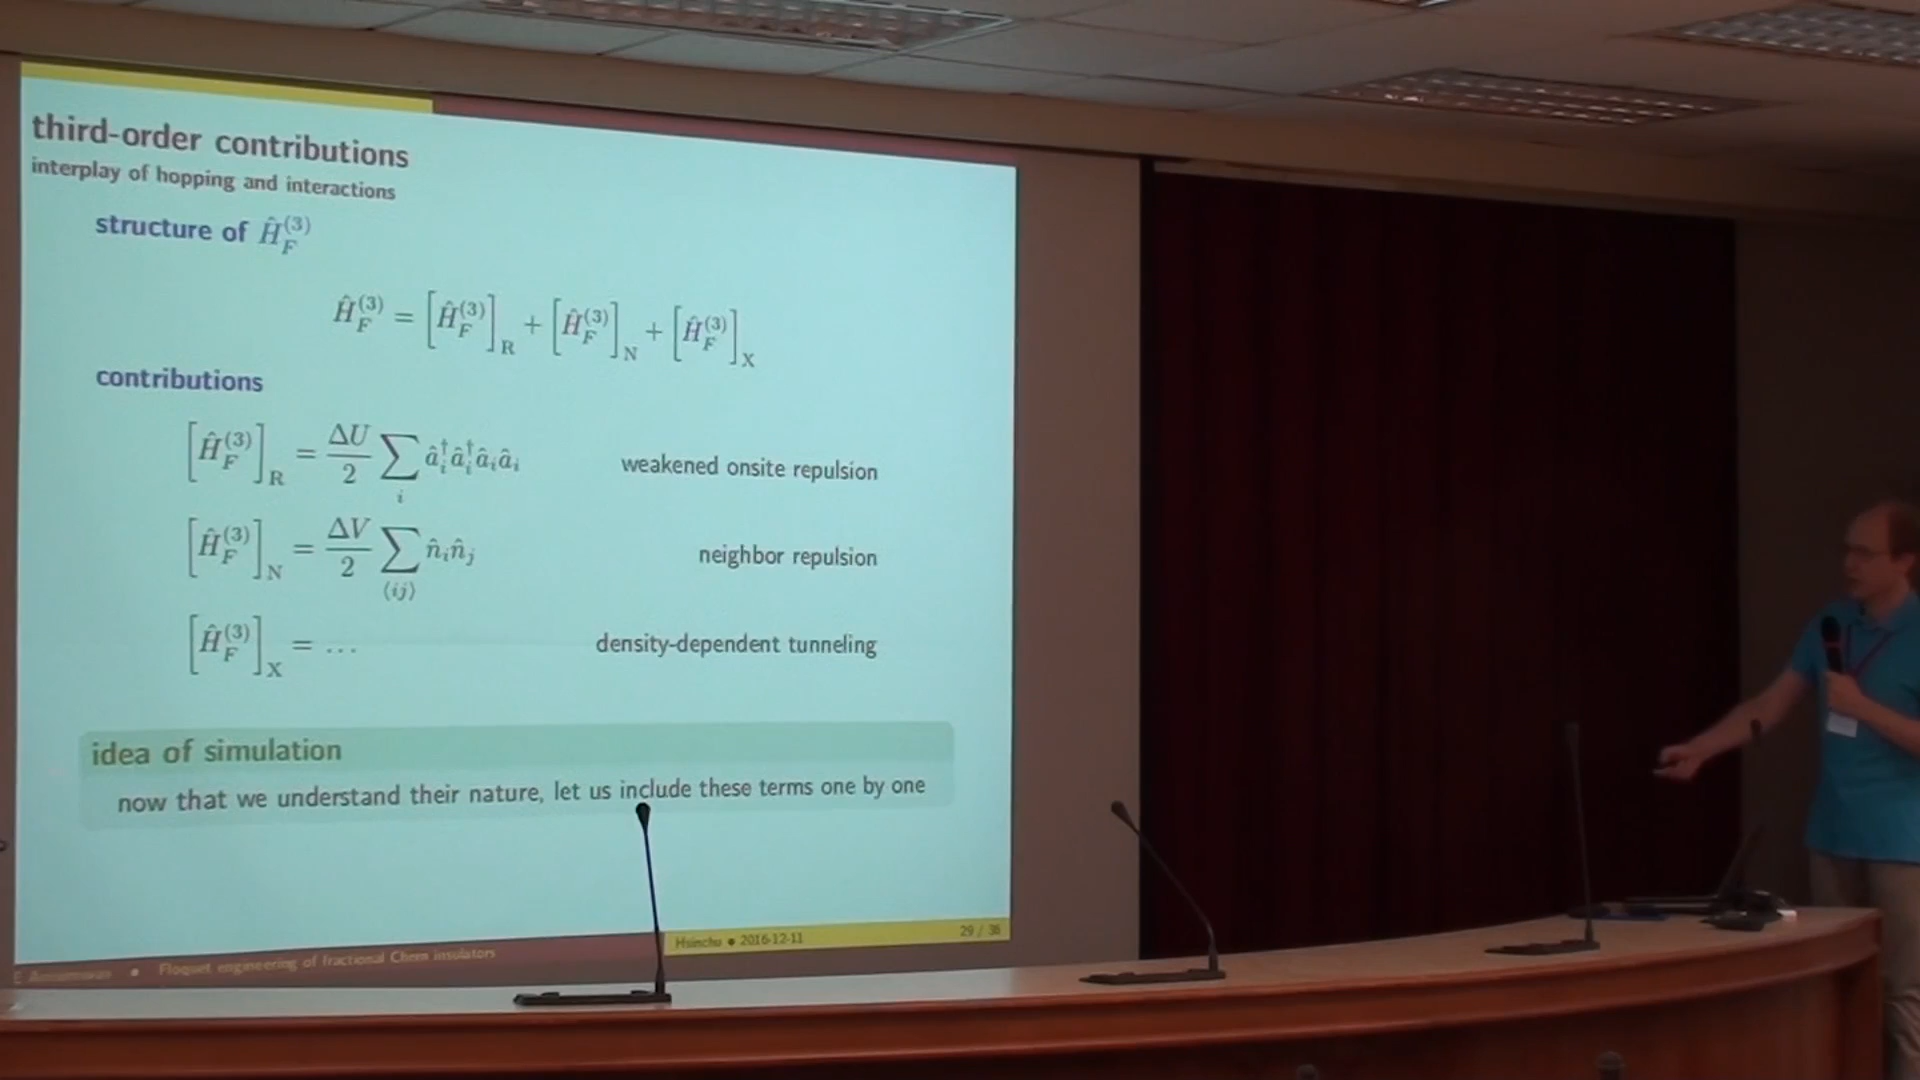 third-order contributions
interplay of hopping and interactions
structure of Ĥ_F^(3)
Ĥ_F^(3) = [Ĥ_F^(3)]_R + [Ĥ_F^(3)]_N + [Ĥ_F^(3)]_X
contributions
[Ĥ_F^(3)]_R = ΔU/2 ∑_i â_i^† â_i^† â_i â_i weakened onsite repulsion
[Ĥ_F^(3)]_N = ΔV/2 ∑_⟨ij⟩ n̂_i n̂_j neighbor repulsion
[Ĥ_F^(3)]_X = ... density-dependent tunneling
idea of simulation
now that we understand their nature, let us include these terms one by one
Floquet engineering of fractional Chern insulators
Hsinchu • 2016-12-11
29 / 36